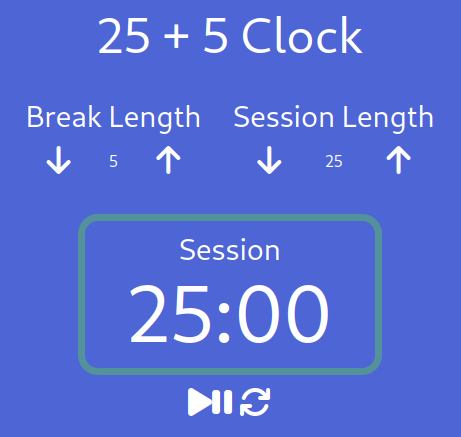 25 + 5 Clock
Break Length
5
Session Length
25
Session
25:00